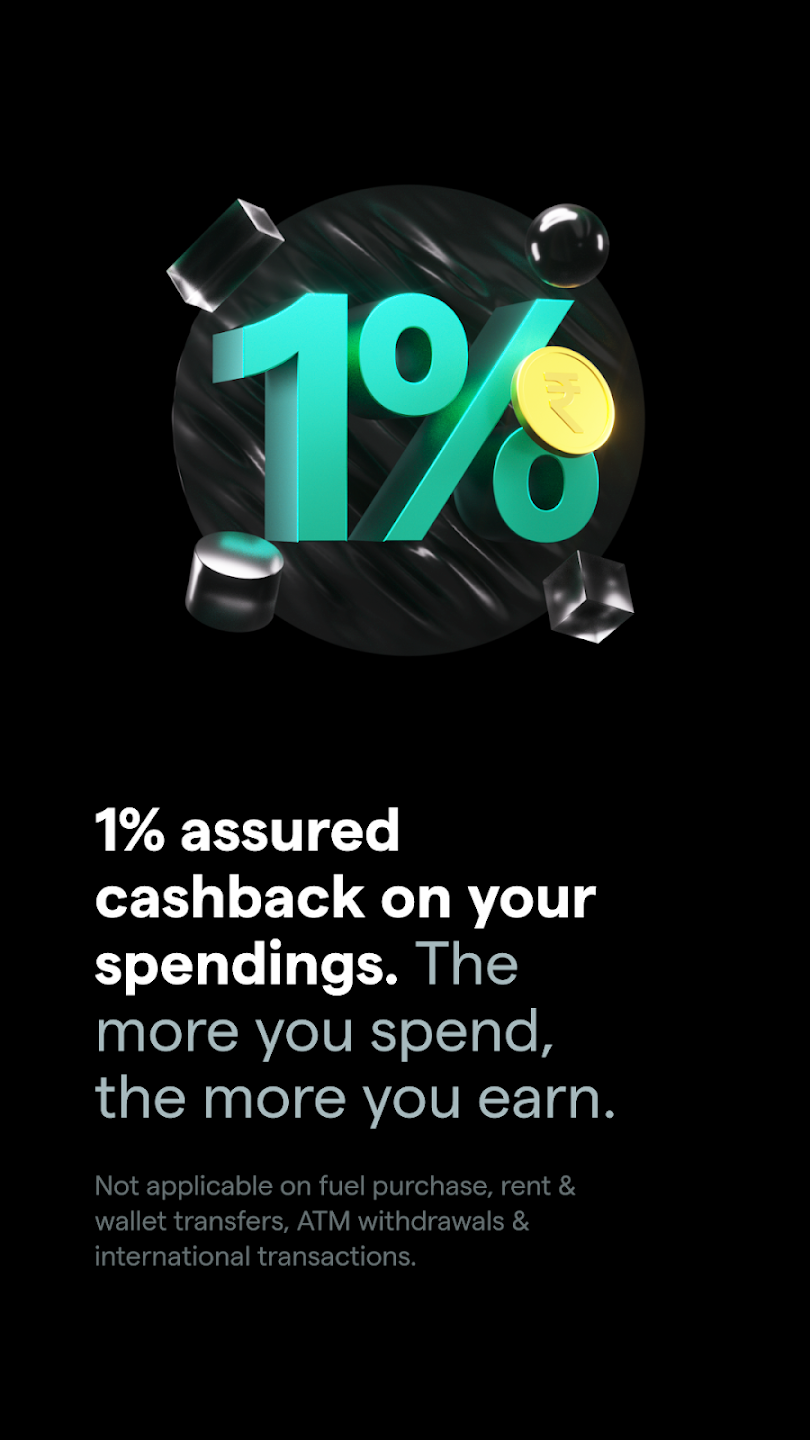 1%
₹
1% assured
cashback on your
spendings. The
more you spend,
the more you earn.
Not applicable on fuel purchase, rent &
wallet transfers, ATM withdrawals &
international transactions.